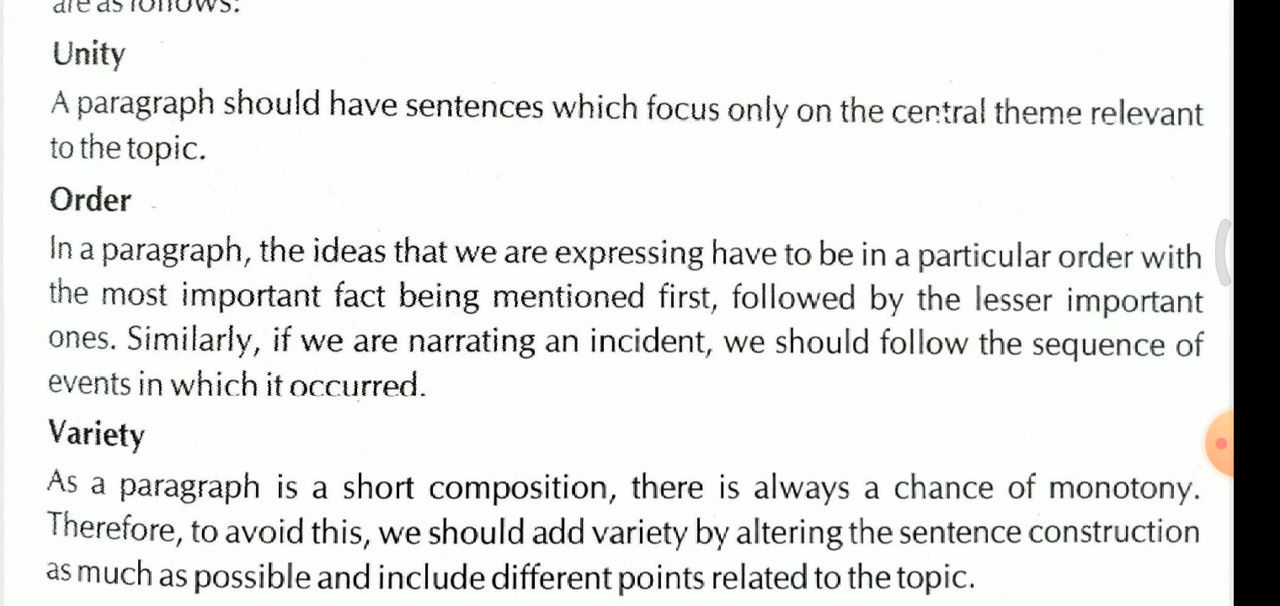 are as follows:
Unity
A paragraph should have sentences which focus only on the central theme relevant
to the topic.
Order
In a paragraph, the ideas that we are expressing have to be in a particular order with
the most important fact being mentioned first, followed by the lesser important
ones. Similarly, if we are narrating an incident, we should follow the sequence of
events in which it occurred.
Variety
As a paragraph is a short composition, there is always a chance of monotony.
Therefore, to avoid this, we should add variety by altering the sentence construction
as much as possible and include different points related to the topic.